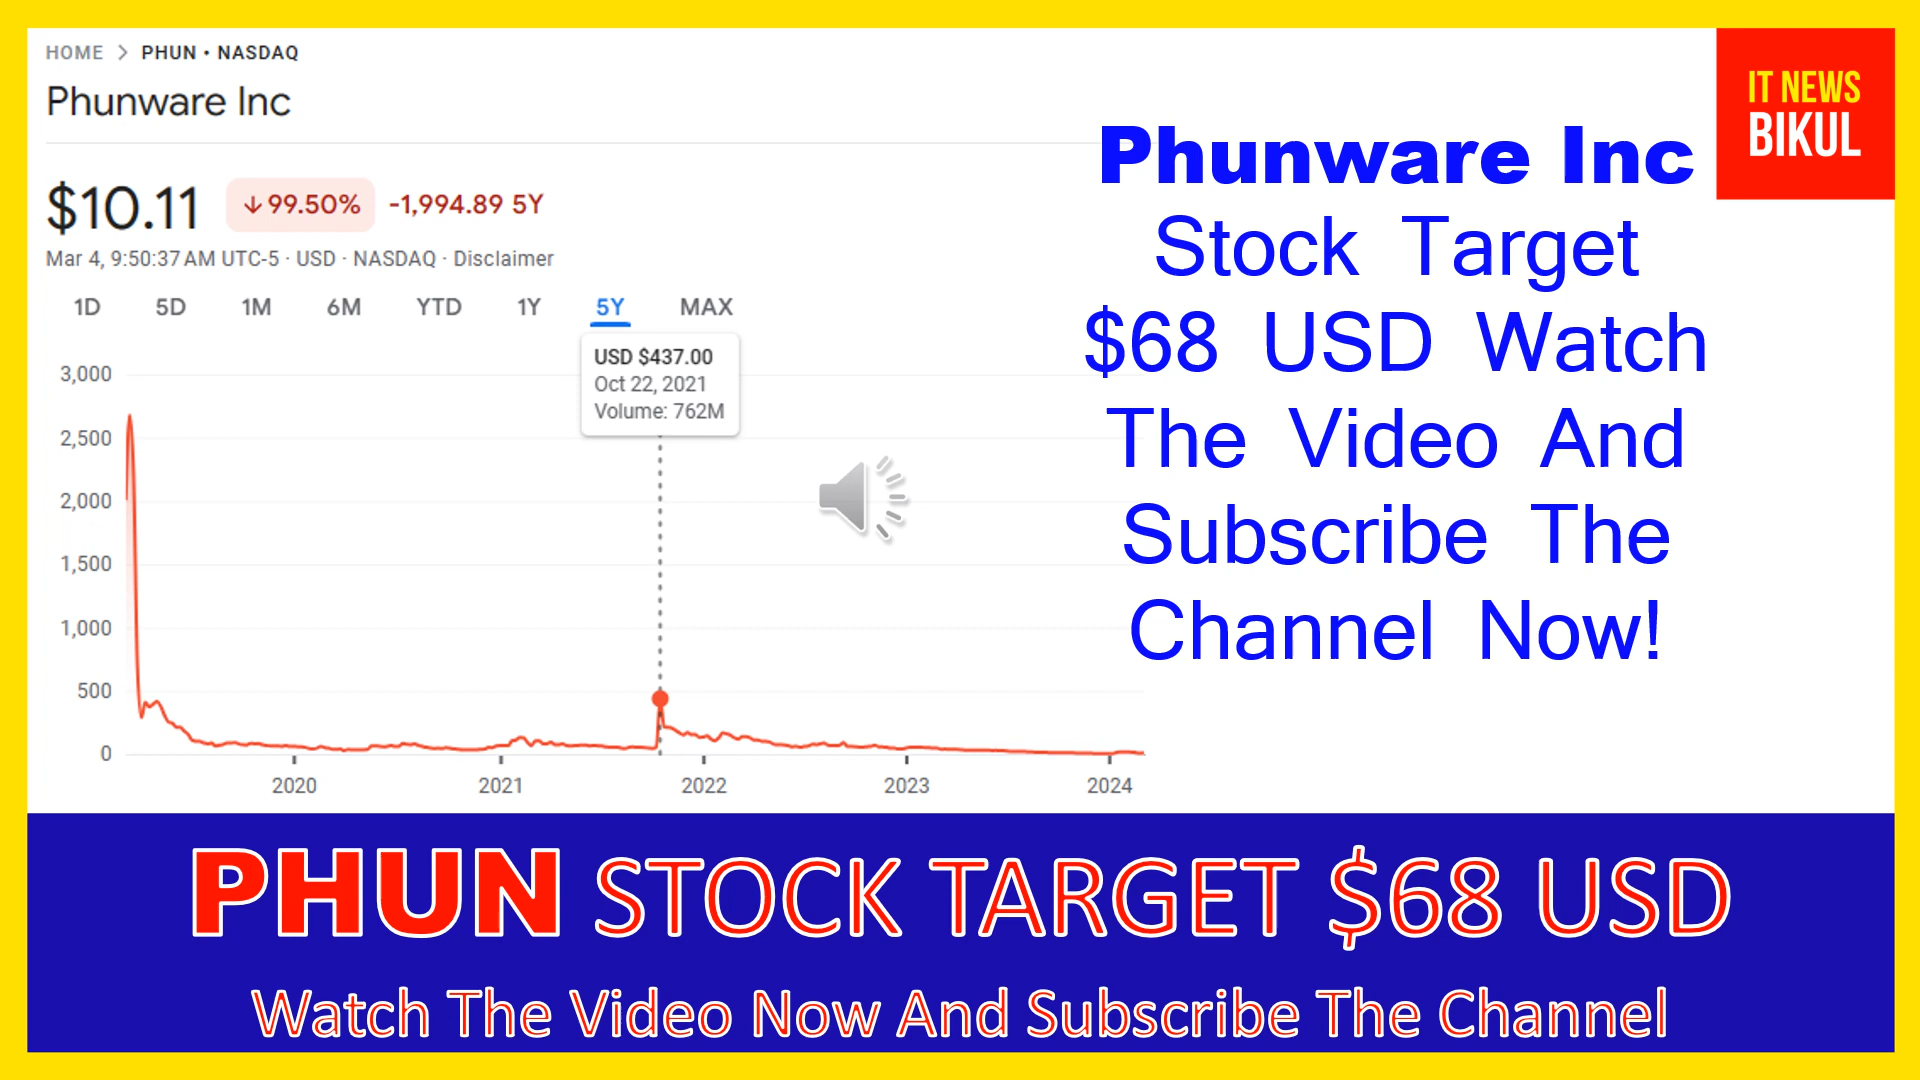 HOME > PHUN • NASDAQ
Phunware Inc
$10.11 ↓99.50% -1,994.89 5Y
Mar 4, 9:50:37 AM UTC-5 · USD · NASDAQ · Disclaimer
1D 5D 1M 6M YTD 1Y 5Y MAX
USD $437.00
Oct 22, 2021
Volume: 762M
3,000
2,500
2,000
1,500
1,000
500
0
2020 2021 2022 2023 2024
IT NEWS
BIKUL
Phunware Inc
Stock Target
$68 USD Watch
The Video And
Subscribe The
Channel Now!
PHUN STOCK TARGET $68 USD
Watch The Video Now And Subscribe The Channel